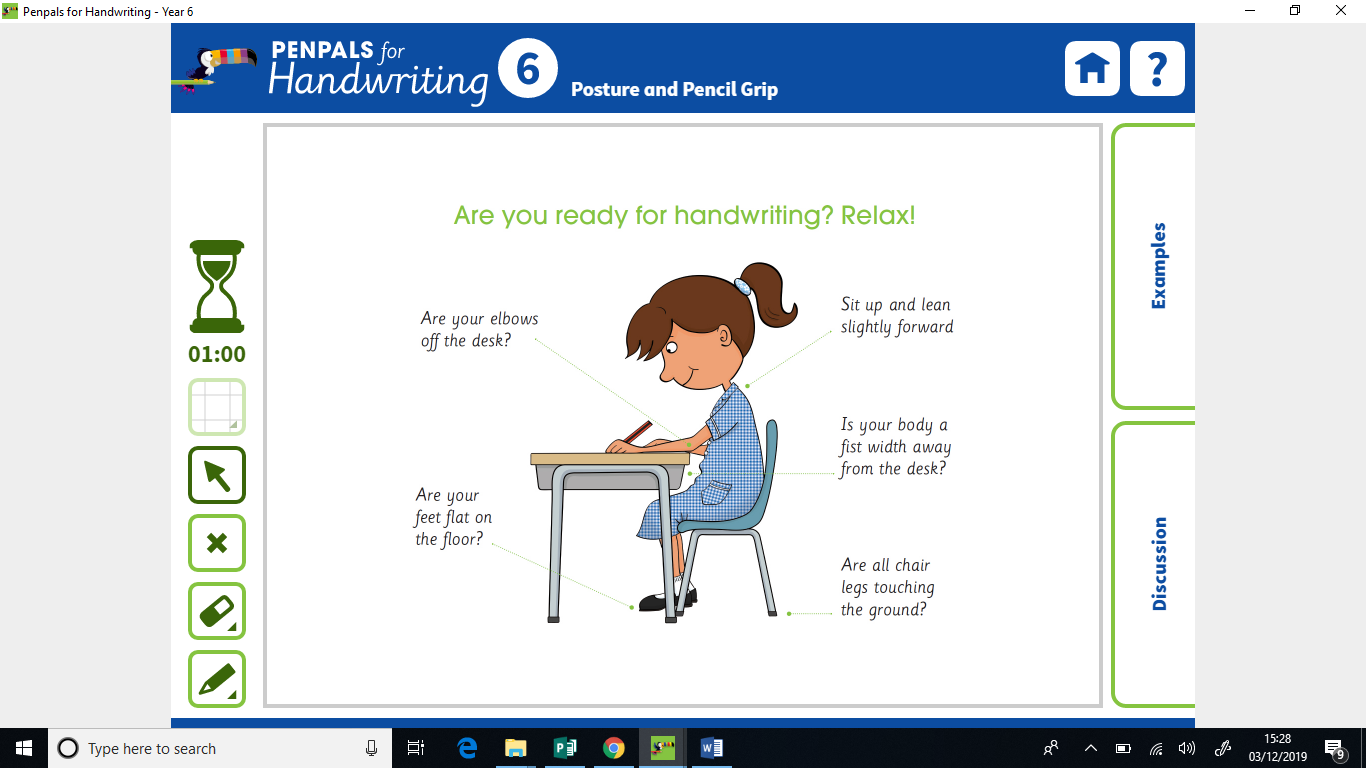 Penpals for Handwriting - Year 6
PENPALS for
Handwriting
6
Posture and Pencil Grip
?
Are you ready for handwriting? Relax!
Are your elbows
off the desk?
Sit up and lean
slightly forward
Is your body a
fist width away
from the desk?
Are your
feet flat on
the floor?
Are all chair
legs touching
the ground?
01:00
Examples
Discussion
Type here to search
15:28
03/12/2019
9